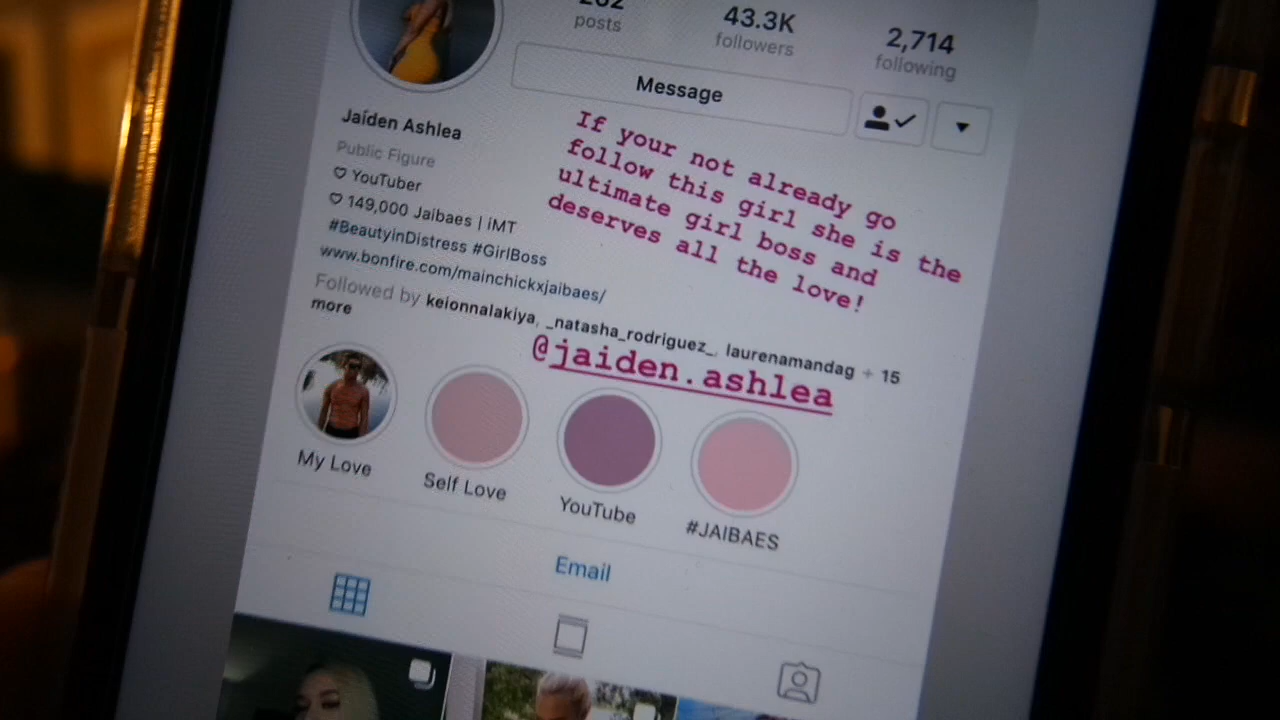 posts
43.3K
followers
2,714
following
Message
Jaíden Ashlea
Public Figure
♡ YouTuber
♡ 149,000 Jaibaes | iMT
#BeautyinDistress #GirlBoss
www.bonfire.com/mainchickxjaibaes/
If your not already go
follow this girl she is the
ultimate girl boss and
deserves all the love!
Followed by keionnalakiya, _natasha_rodriguez_, laurenamandag + 15
more
@jaiden.ashlea
My Love
Self Love
YouTube
#JAIBAES
Email